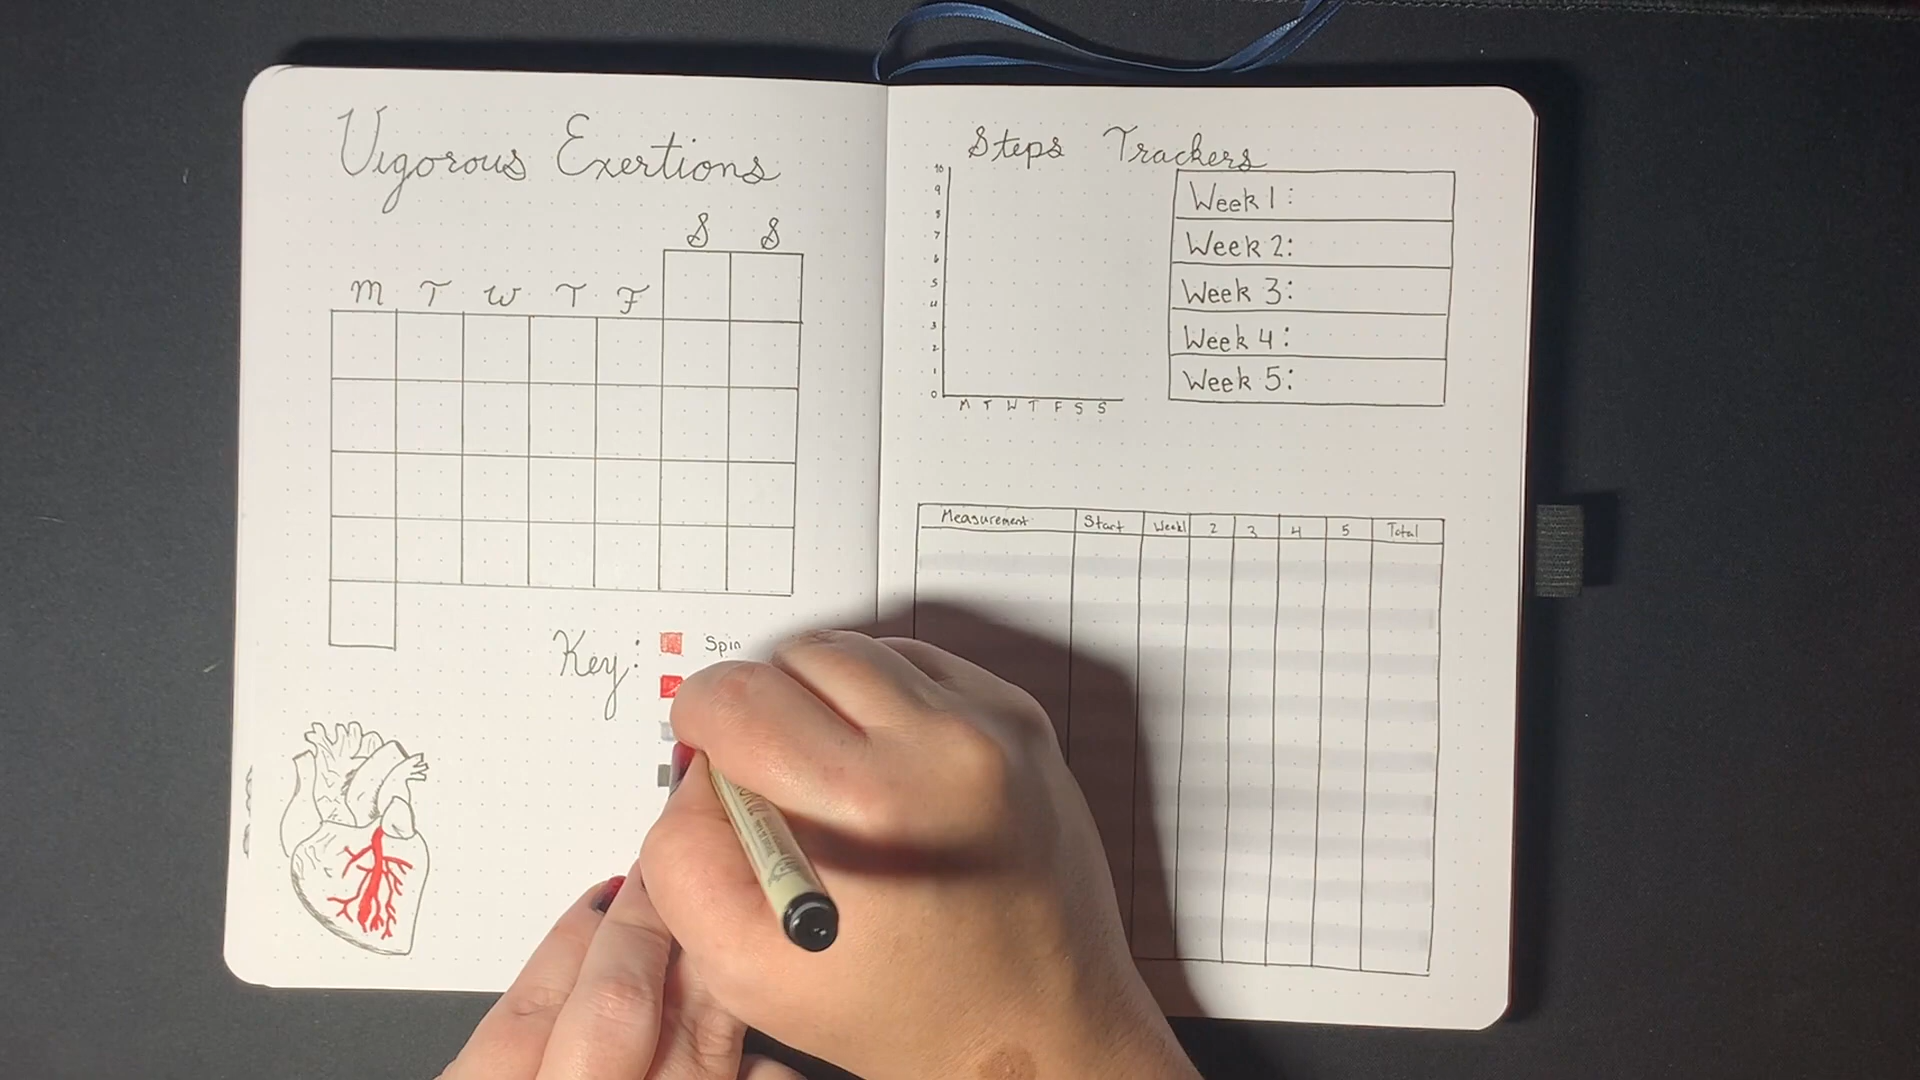 Vigorous Exertions
S S
M T W T F
Key: Spin
Steps Trackers
10
9
8
7
6
5
4
3
2
1
0
M T W T F S S
Week 1:
Week 2:
Week 3:
Week 4:
Week 5:
Measurement Start Week1 2 3 4 5 Total